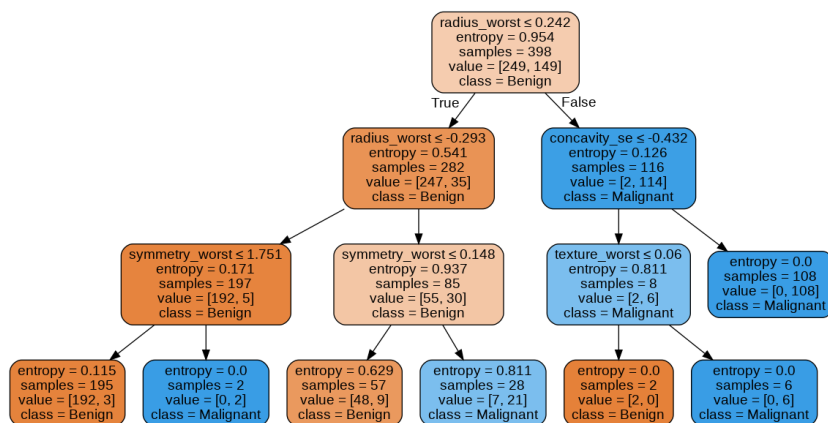 radius_worst ≤ 0.242
entropy = 0.954
samples = 398
value = [249, 149]
class = Benign
True
False
radius_worst ≤ -0.293
entropy = 0.541
samples = 282
value = [247, 35]
class = Benign
concavity_se ≤ -0.432
entropy = 0.126
samples = 116
value = [2, 114]
class = Malignant
symmetry_worst ≤ 1.751
entropy = 0.171
samples = 197
value = [192, 5]
class = Benign
symmetry_worst ≤ 0.148
entropy = 0.937
samples = 85
value = [55, 30]
class = Benign
texture_worst ≤ 0.06
entropy = 0.811
samples = 8
value = [2, 6]
class = Malignant
entropy = 0.0
samples = 108
value = [0, 108]
class = Malignant
entropy = 0.115
samples = 195
value = [192, 3]
class = Benign
entropy = 0.0
samples = 2
value = [0, 2]
class = Malignant
entropy = 0.629
samples = 57
value = [48, 9]
class = Benign
entropy = 0.811
samples = 28
value = [7, 21]
class = Malignant
entropy = 0.0
samples = 2
value = [2, 0]
class = Benign
entropy = 0.0
samples = 6
value = [0, 6]
class = Malignant